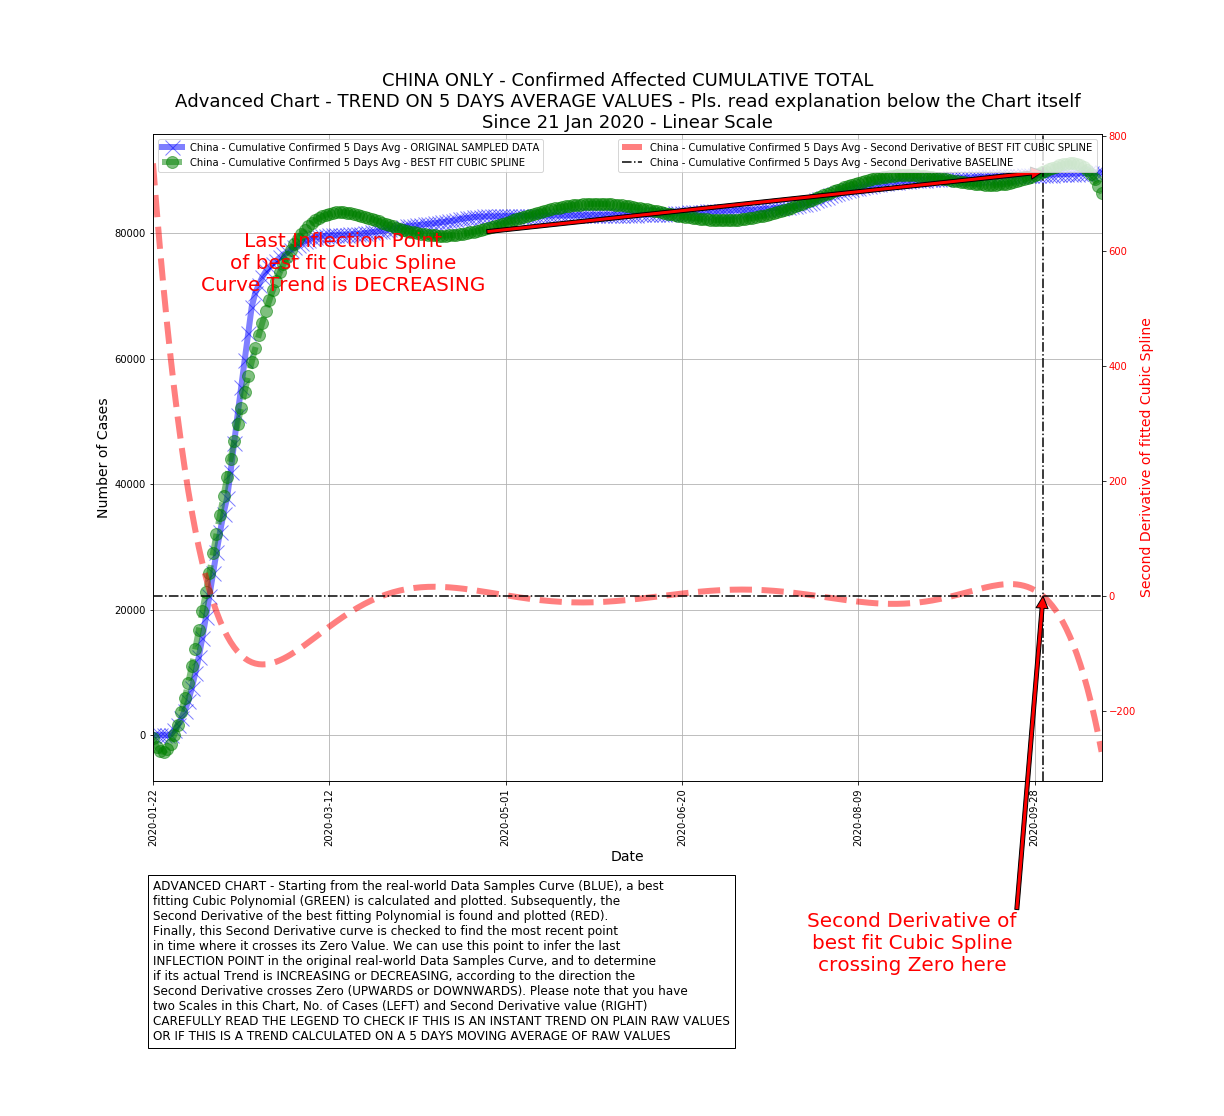 CHINA ONLY - Confirmed Affected CUMULATIVE TOTAL
Advanced Chart - TREND ON 5 DAYS AVERAGE VALUES - Pls. read explanation below the Chart itself
Since 21 Jan 2020 - Linear Scale
China - Cumulative Confirmed 5 Days Avg - ORIGINAL SAMPLED DATA
China - Cumulative Confirmed 5 Days Avg - BEST FIT CUBIC SPLINE
China - Cumulative Confirmed 5 Days Avg - Second Derivative of BEST FIT CUBIC SPLINE
China - Cumulative Confirmed 5 Days Avg - Second Derivative BASELINE
Last Inflection Point
of best fit Cubic Spline
Curve Trend is DECREASING
Number of Cases
80000
60000
40000
20000
0
800
600
400
200
0
−200
Second Derivative of fitted Cubic Spline
2020-01-22
2020-03-12
2020-05-01
2020-06-20
2020-08-09
2020-09-28
Date
ADVANCED CHART - Starting from the real-world Data Samples Curve (BLUE), a best
fitting Cubic Polynomial (GREEN) is calculated and plotted. Subsequently, the
Second Derivative of the best fitting Polynomial is found and plotted (RED).
Finally, this Second Derivative curve is checked to find the most recent point
in time where it crosses its Zero Value. We can use this point to infer the last
INFLECTION POINT in the original real-world Data Samples Curve, and to determine
if its actual Trend is INCREASING or DECREASING, according to the direction the
Second Derivative crosses Zero (UPWARDS or DOWNWARDS). Please note that you have
two Scales in this Chart, No. of Cases (LEFT) and Second Derivative value (RIGHT)
CAREFULLY READ THE LEGEND TO CHECK IF THIS IS AN INSTANT TREND ON PLAIN RAW VALUES
OR IF THIS IS A TREND CALCULATED ON A 5 DAYS MOVING AVERAGE OF RAW VALUES
Second Derivative of
best fit Cubic Spline
crossing Zero here